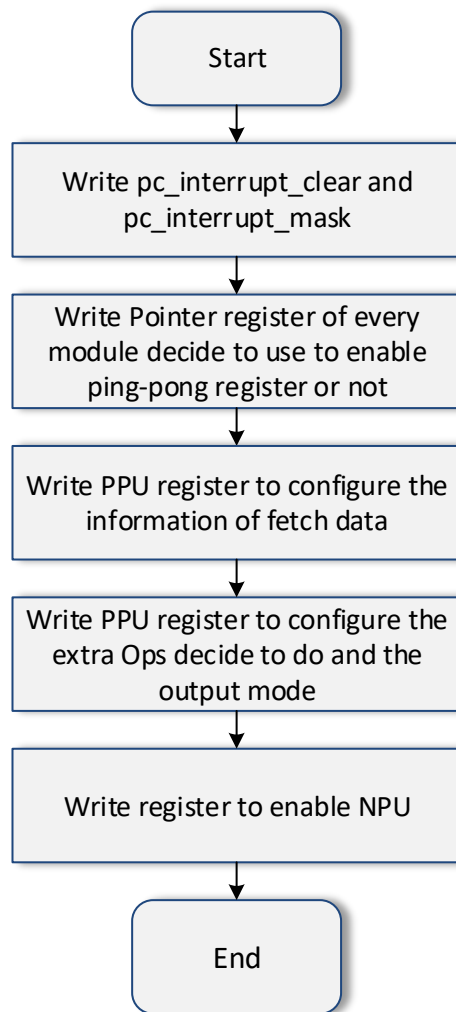 Start
Write pc_interrupt_clear and
pc_interrupt_mask
Write Pointer register of every
module decide to use to enable
ping-pong register or not
Write PPU register to configure the
information of fetch data
Write PPU register to configure the
extra Ops decide to do and the
output mode
Write register to enable NPU
End